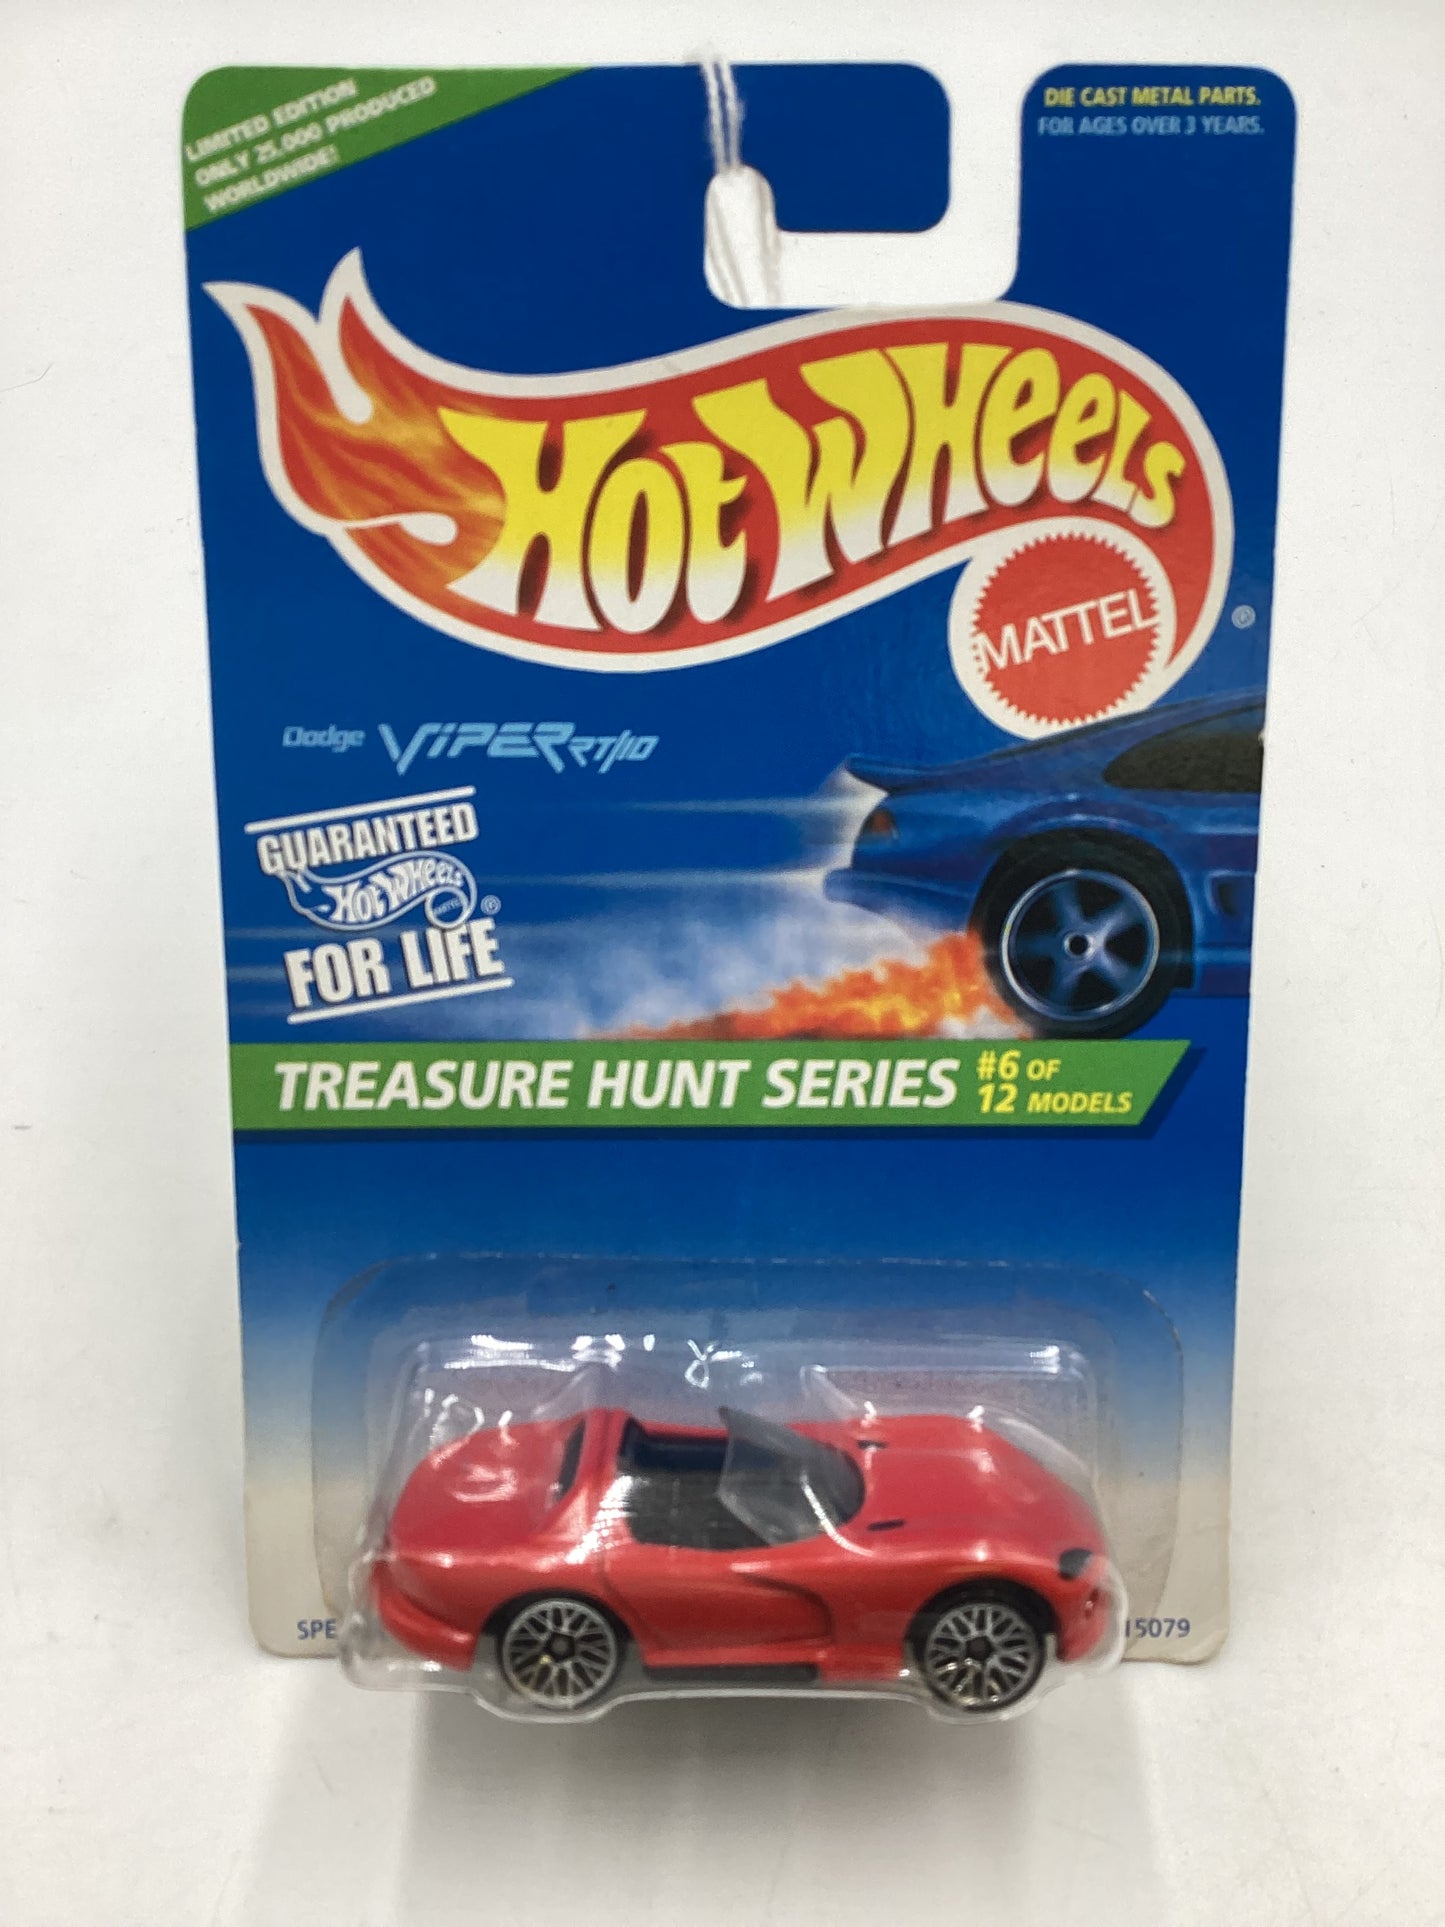 LIMITED EDITION
ONLY 25,000 PRODUCED
WORLDWIDE!
DIE CAST METAL PARTS.
FOR AGES OVER 3 YEARS.
HOT WHEELS
MATTEL
®
Dodge VIPER RT/10
GUARANTEED
HOT WHEELS
MATTEL
®
FOR LIFE
TREASURE HUNT SERIES #6 OF
12 MODELS
SPE
15079